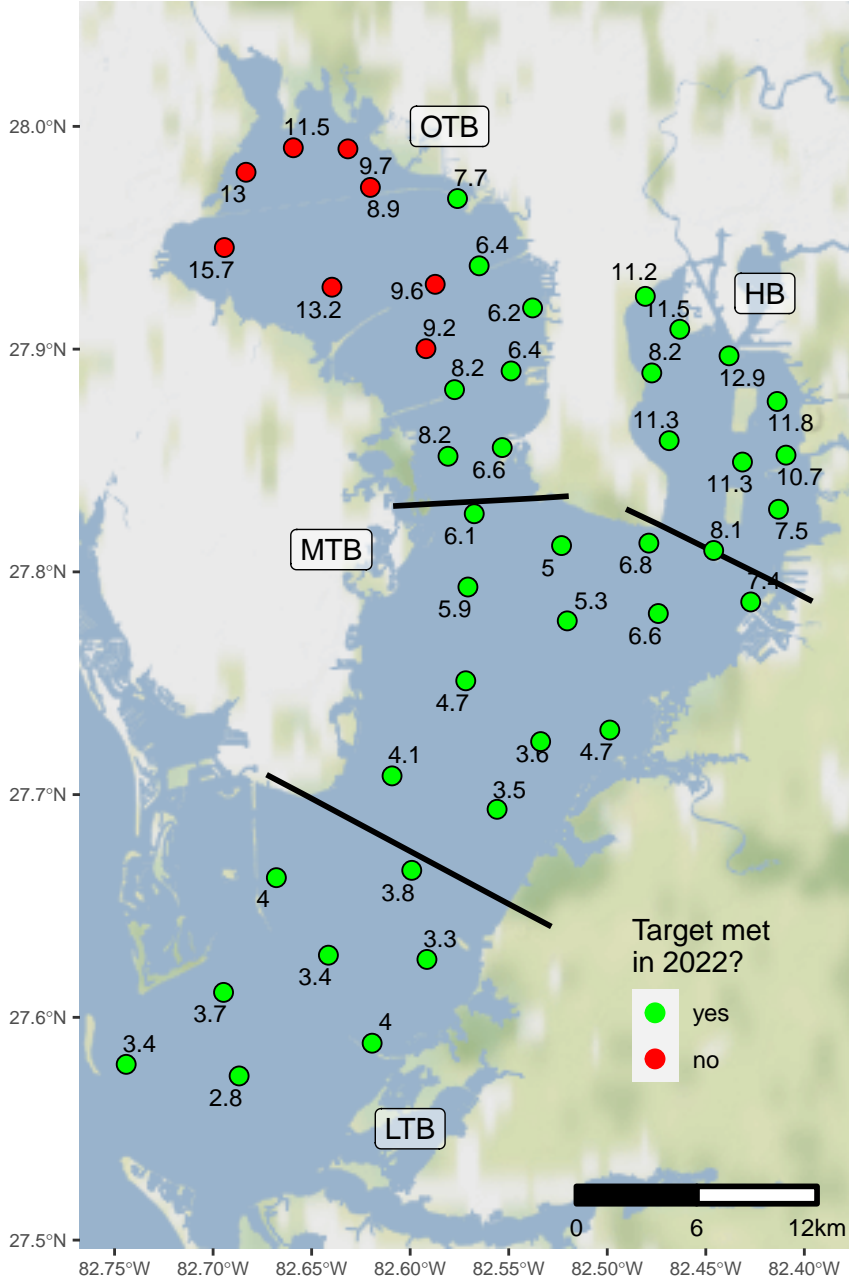 28.0°N
11.5
OTB
9.7
13
8.9
7.7
6.4
15.7
9.6
11.2
HB
13.2
6.2
11.5
9.2
27.9°N
8.2
6.4
8.2
12.9
11.8
8.2
11.3
6.6
11.3
10.7
6.1
7.5
8.1
MTB
5
6.8
27.8°N
7.4
5.9
5.3
6.6
4.7
4.1
3.6
4.7
27.7°N
3.5
4
3.8
Target met
in 2022?
3.3
3.4
3.7
yes
27.6°N
4
3.4
no
2.8
LTB
0
6
12km
27.5°N
82.75°W
82.70°W
82.65°W
82.60°W
82.55°W
82.50°W
82.45°W
82.40°W